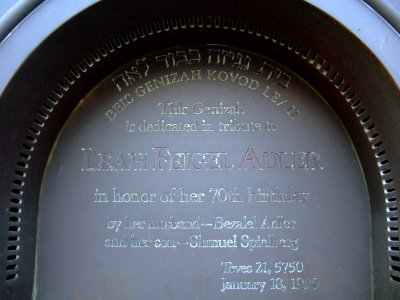 בית גניזה כבוד לאה
BEIS GENIZAH KOVOD LEAH
This Genizah
is dedicated in tribute to
LEAH FEIGEL ADLER
in honor of her 70th birthday
by her husband—Bezalel Adler
and her son—Shmuel Spielberg
Teves 21, 5750
January 18, 1990